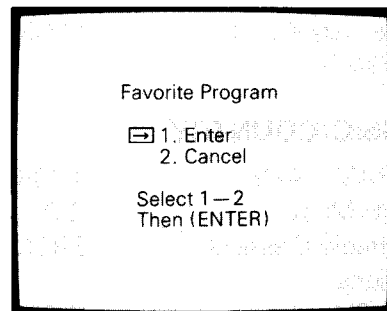 Favorite Program
→ 1. Enter
2. Cancel
Select 1–2
Then (ENTER)